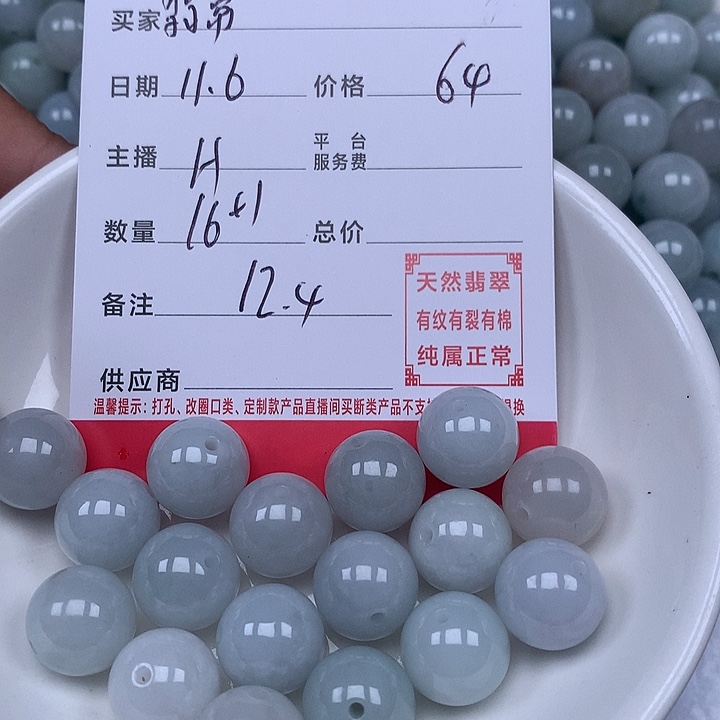 买家
日期 11.6 价格 64
主播 H 平台服务费
数量 16+1 总价
备注 12.4
供应商
天然翡翠
有纹有裂有棉
纯属正常
温馨提示：打孔、改圈口类、定制款产品直播间买断类产品不支 换